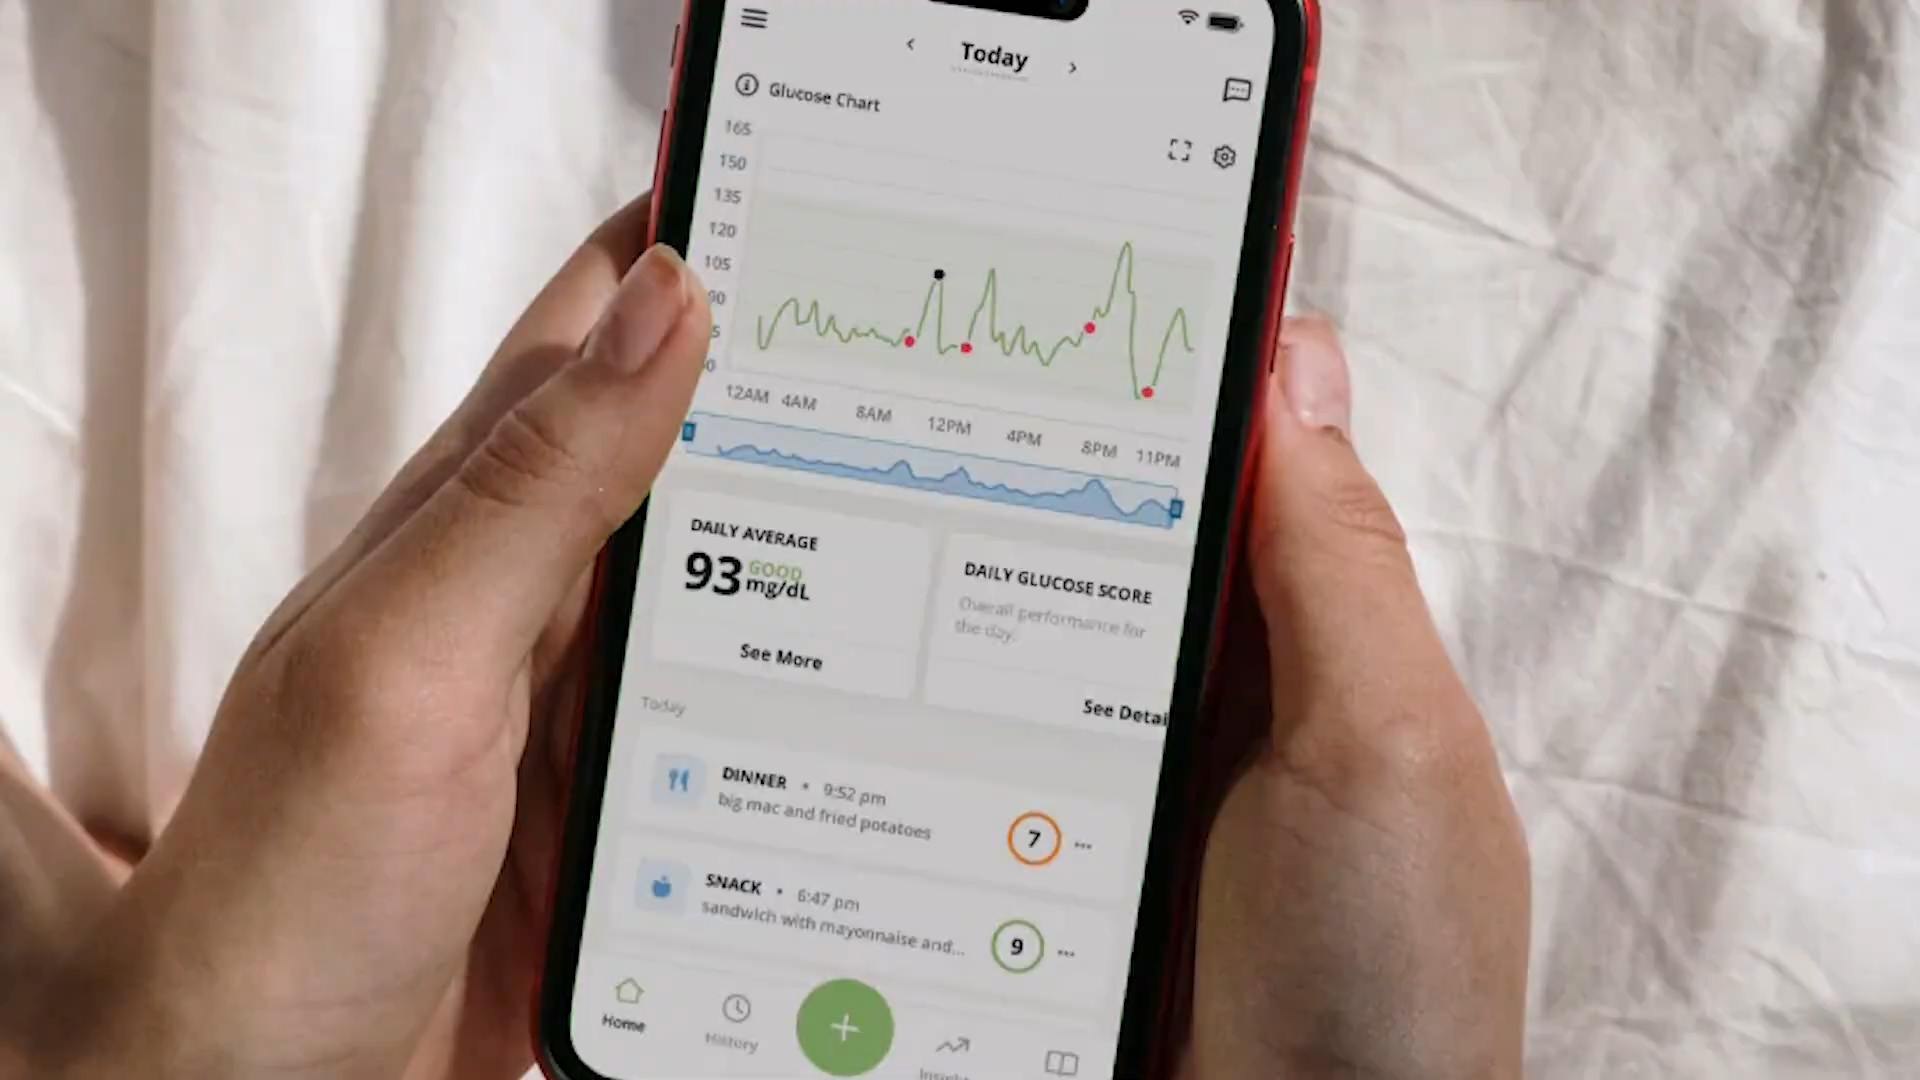 Today
Glucose Chart
165
150
135
120
105
90
12AM 4AM 8AM 12PM 4PM 8PM 11PM
DAILY AVERAGE
93 GOOD
mg/dL
See More
DAILY GLUCOSE SCORE
Overall performance for
the day.
See Detai
Today
DINNER • 9:52 pm
big mac and fried potatoes
7
SNACK • 6:47 pm
sandwich with mayonnaise and...
9
Home
History